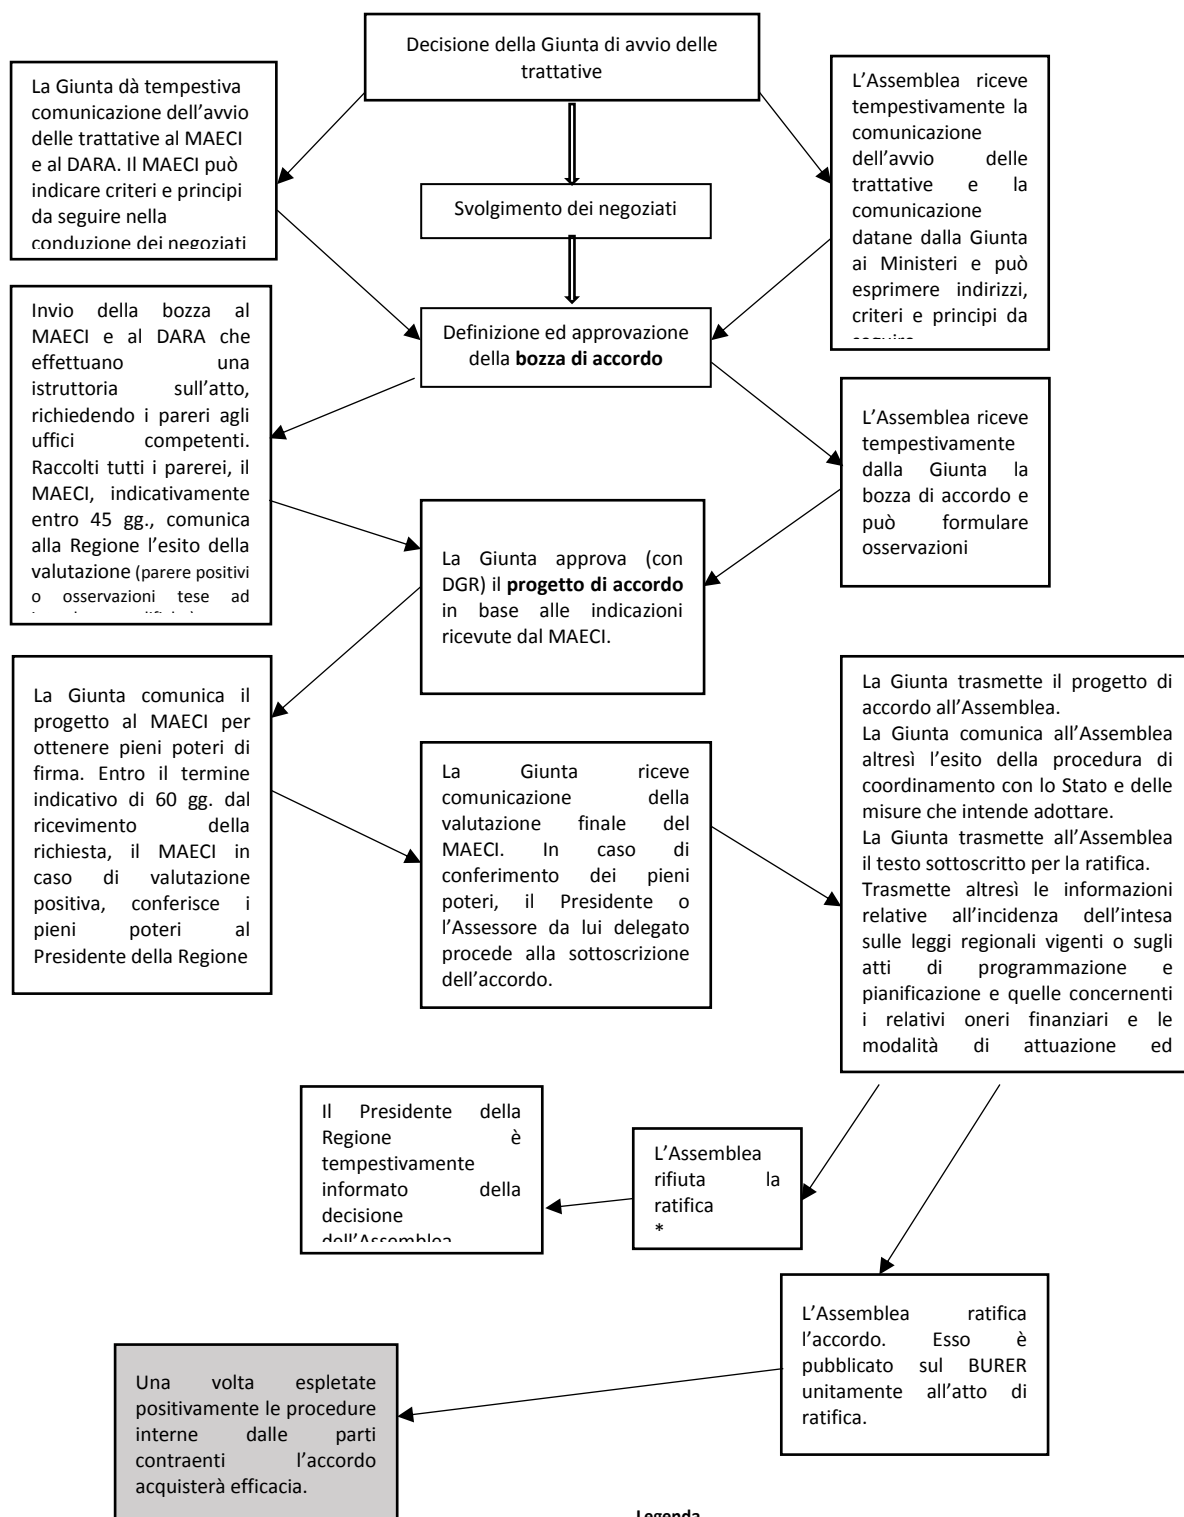 Decisione della Giunta di avvio delle
trattative
La Giunta dà tempestiva
comunicazione dell’avvio
delle trattative al MAECI
e al DARA. Il MAECI può
indicare criteri e principi
da seguire nella
conduzione dei negoziati
L’Assemblea riceve
tempestivamente la
comunicazione
dell’avvio delle
trattative e la
comunicazione
datane dalla Giunta
ai Ministeri e può
esprimere indirizzi,
criteri e principi da
Svolgimento dei negoziati
Definizione ed approvazione
della bozza di accordo
Invio della bozza al
MAECI e al DARA che
effettuano una
istruttoria sull’atto,
richiedendo i pareri agli
uffici competenti.
Raccolti tutti i parerei, il
MAECI, indicativamente
entro 45 gg., comunica
alla Regione l’esito della
valutazione (parere positivi
o osservazioni tese ad
L’Assemblea riceve
tempestivamente
dalla Giunta la
bozza di accordo e
può formulare
osservazioni
La Giunta approva (con
DGR) il progetto di accordo
in base alle indicazioni
ricevute dal MAECI.
La Giunta comunica il
progetto al MAECI per
ottenere pieni poteri di
firma. Entro il termine
indicativo di 60 gg. dal
ricevimento della
richiesta, il MAECI in
caso di valutazione
positiva, conferisce i
pieni poteri al
Presidente della Regione
La Giunta riceve
comunicazione della
valutazione finale del
MAECI. In caso di
conferimento dei pieni
poteri, il Presidente o
l’Assessore da lui delegato
procede alla sottoscrizione
dell’accordo.
La Giunta trasmette il progetto di
accordo all’Assemblea.
La Giunta comunica all’Assemblea
altresì l’esito della procedura di
coordinamento con lo Stato e delle
misure che intende adottare.
La Giunta trasmette all’Assemblea
il testo sottoscritto per la ratifica.
Trasmette altresì le informazioni
relative all’incidenza dell’intesa
sulle leggi regionali vigenti o sugli
atti di programmazione e
pianificazione e quelle concernenti
i relativi oneri finanziari e le
modalità di attuazione ed
Il Presidente della
Regione è
tempestivamente
informato della
decisione
dell’Assemblea
L’Assemblea
rifiuta la
ratifica
*
L’Assemblea ratifica
l’accordo. Esso è
pubblicato sul BURER
unitamente all’atto di
ratifica.
Una volta espletate
positivamente le procedure
interne dalle parti
contraenti l’accordo
acquisterà efficacia.
Legenda